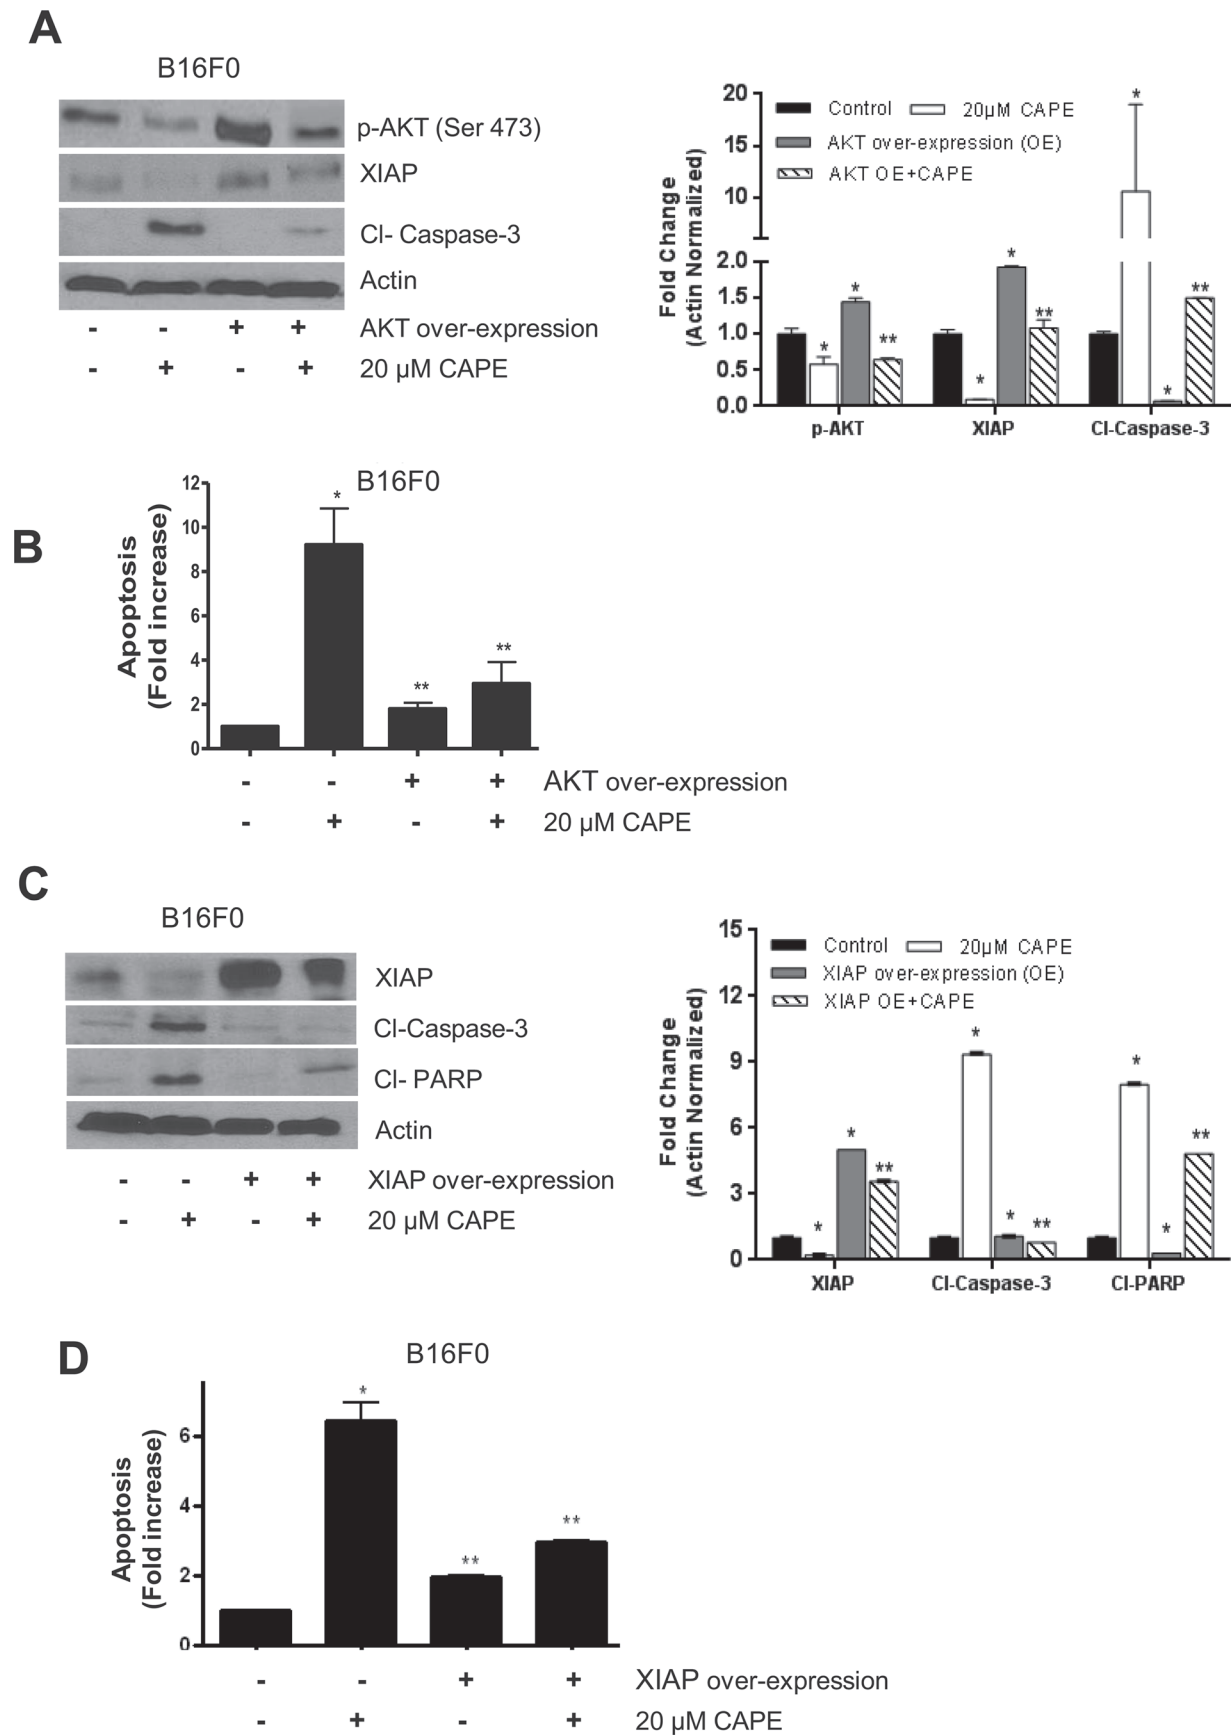 A
B16F0
p-AKT (Ser 473)
XIAP
Cl- Caspase-3
Actin
- - + + AKT over-expression
- + - + 20 µM CAPE
Fold Change
(Actin Normalized)
20
15
10
2.0
1.5
1.0
0.5
0.0
Control 20µM CAPE
AKT over-expression (OE)
AKT OE+CAPE
* * ** * * ** * * **
p-AKT XIAP Cl-Caspase-3
B
B16F0
Apoptosis
(Fold increase)
12
10
8
6
4
2
0
* ** **
- - + + AKT over-expression
- + - + 20 µM CAPE
C
B16F0
XIAP
Cl-Caspase-3
Cl- PARP
Actin
- - + + XIAP over-expression
- + - + 20 µM CAPE
Fold Change
(Actin Normalized)
15
12
9
6
3
0
Control 20µM CAPE
XIAP over-expression (OE)
XIAP OE+CAPE
* * ** * * ** * * **
XIAP Cl-Caspase-3 Cl-PARP
D
B16F0
Apoptosis
(Fold increase)
6
4
2
0
* ** **
- - + + XIAP over-expression
- + - + 20 µM CAPE